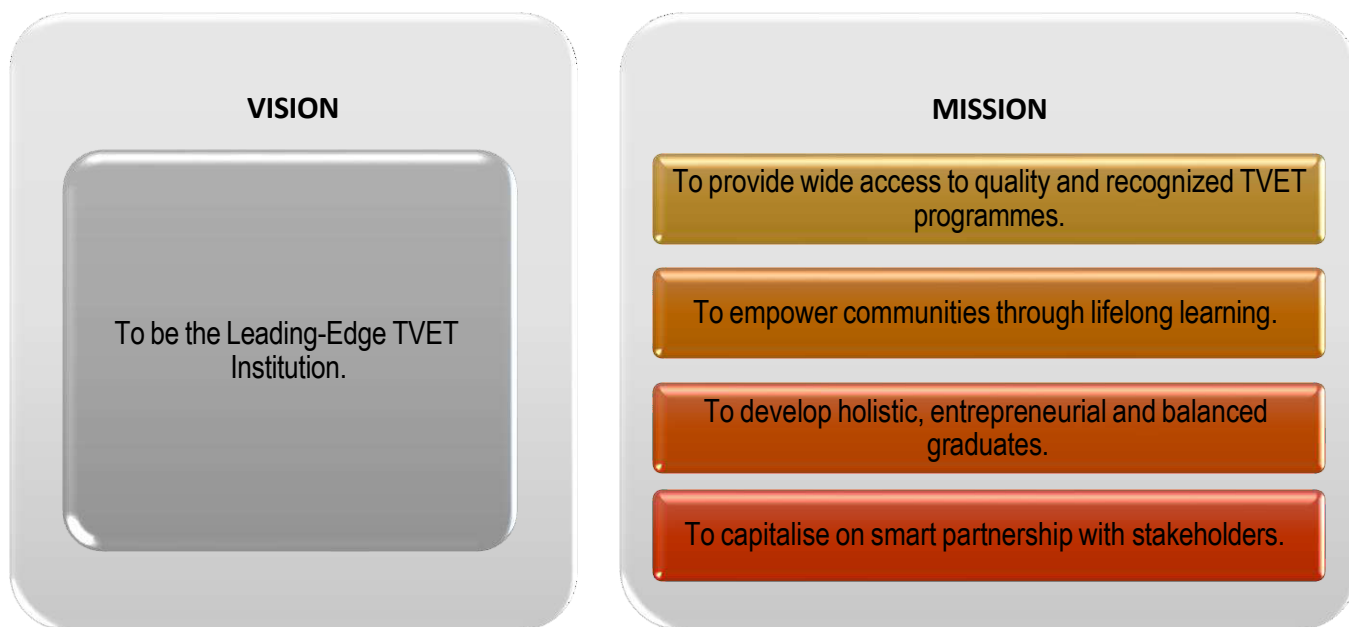 VISION
To be the Leading-Edge TVET
Institution.
MISSION
To provide wide access to quality and recognized TVET
programmes.
To empower communities through lifelong learning.
To develop holistic, entrepreneurial and balanced
graduates.
To capitalise on smart partnership with stakeholders.